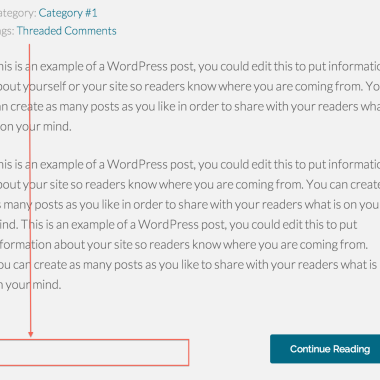 ategory: Category #1
gs: Threaded Comments
his is an example of a WordPress post, you could edit this to put informatio
bout yourself or your site so readers know where you are coming from. Yo
an create as many posts as you like in order to share with your readers wha
on your mind.
his is an example of a WordPress post, you could edit this to put informatio
bout your site so readers know where you are coming from. You can create
s many posts as you like in order to share with your readers what is on you
ind. This is an example of a WordPress post, you could edit this to put
nformation about your site so readers know where you are coming from.
ou can create as many posts as you like to share with your readers what is
n your mind.
Continue Reading